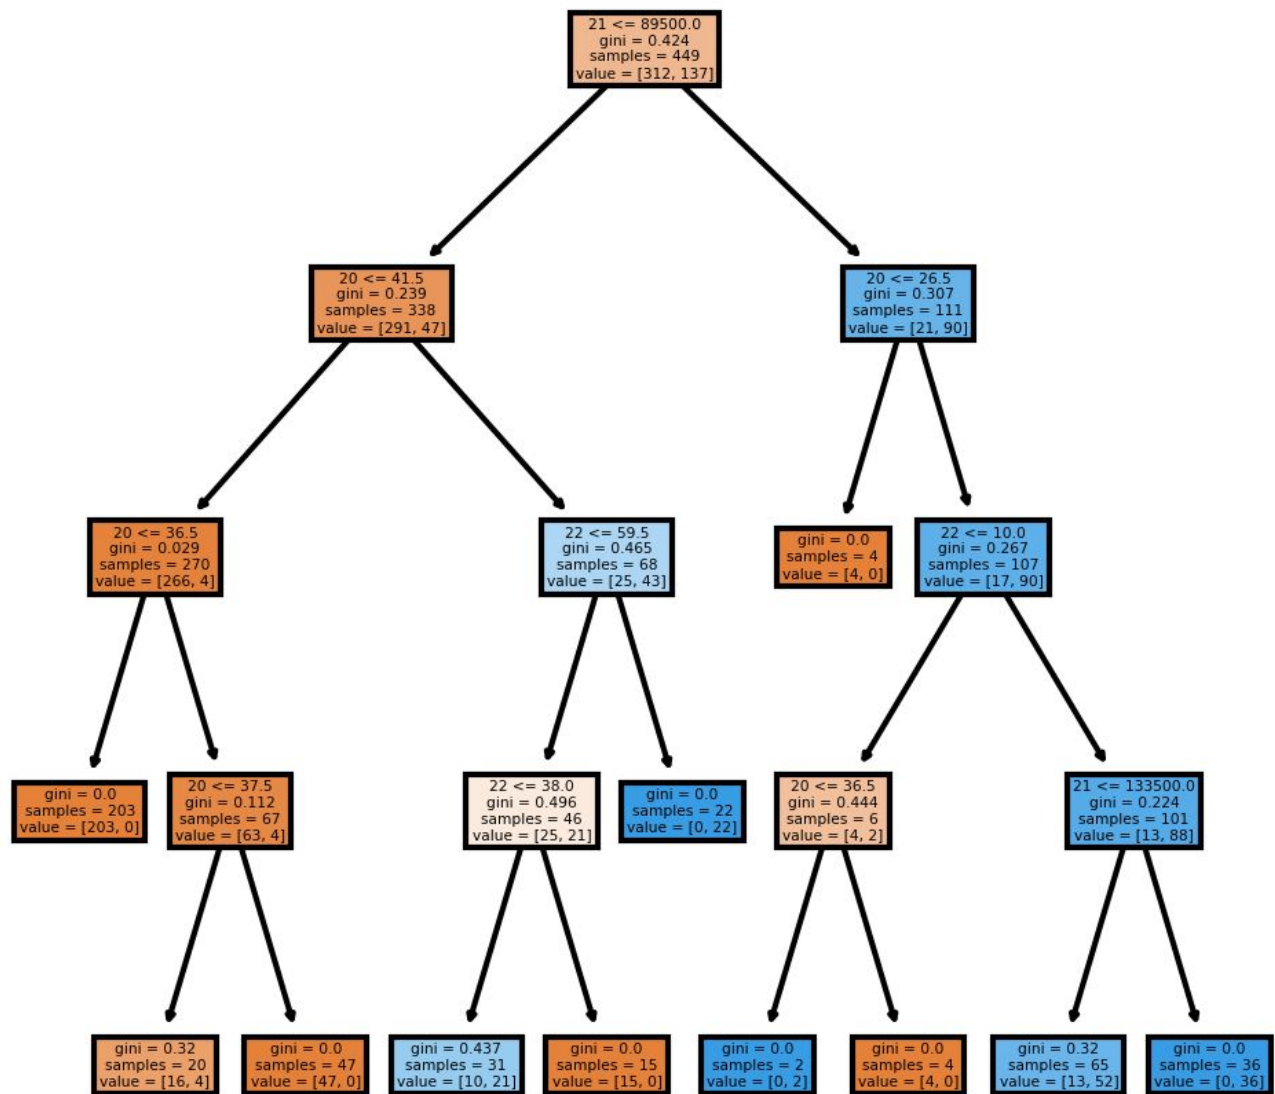 21 <= 89500.0
gini = 0.424
samples = 449
value = [312, 137]
20 <= 41.5
gini = 0.239
samples = 338
value = [291, 47]
20 <= 26.5
gini = 0.307
samples = 111
value = [21, 90]
20 <= 36.5
gini = 0.029
samples = 270
value = [266, 4]
22 <= 59.5
gini = 0.465
samples = 68
value = [25, 43]
gini = 0.0
samples = 4
value = [4, 0]
22 <= 10.0
gini = 0.267
samples = 107
value = [17, 90]
gini = 0.0
samples = 203
value = [203, 0]
20 <= 37.5
gini = 0.112
samples = 67
value = [63, 4]
22 <= 38.0
gini = 0.496
samples = 46
value = [25, 21]
gini = 0.0
samples = 22
value = [0, 22]
20 <= 36.5
gini = 0.444
samples = 6
value = [4, 2]
21 <= 133500.0
gini = 0.224
samples = 101
value = [13, 88]
gini = 0.32
samples = 20
value = [16, 4]
gini = 0.0
samples = 47
value = [47, 0]
gini = 0.437
samples = 31
value = [10, 21]
gini = 0.0
samples = 15
value = [15, 0]
gini = 0.0
samples = 2
value = [0, 2]
gini = 0.0
samples = 4
value = [4, 0]
gini = 0.32
samples = 65
value = [13, 52]
gini = 0.0
samples = 36
value = [0, 36]